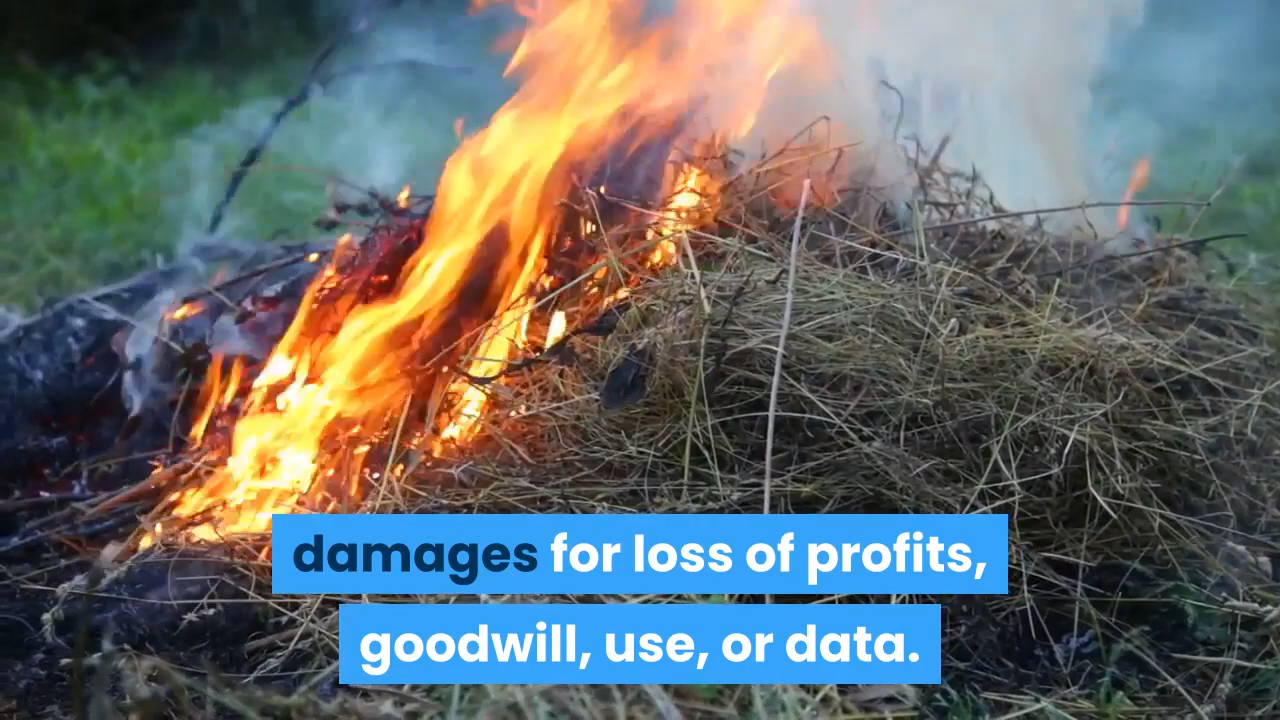 damages for loss of profits,
goodwill, use, or data.